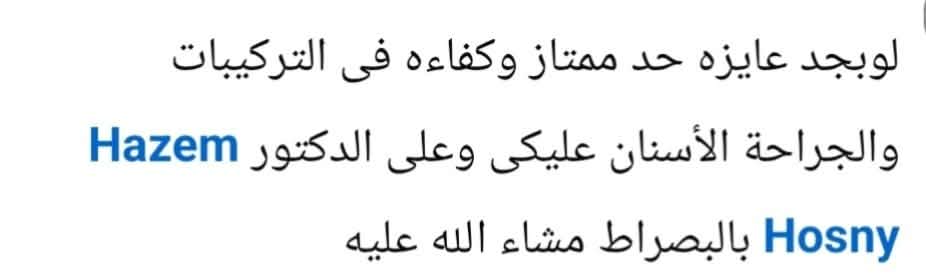 لوبجد عايزه حد ممتاز وكفاءه فى التركيبات
والجراحة الأسنان عليكى وعلى الدكتور Hazem
Hosny بالبصراط مشاء الله عليه